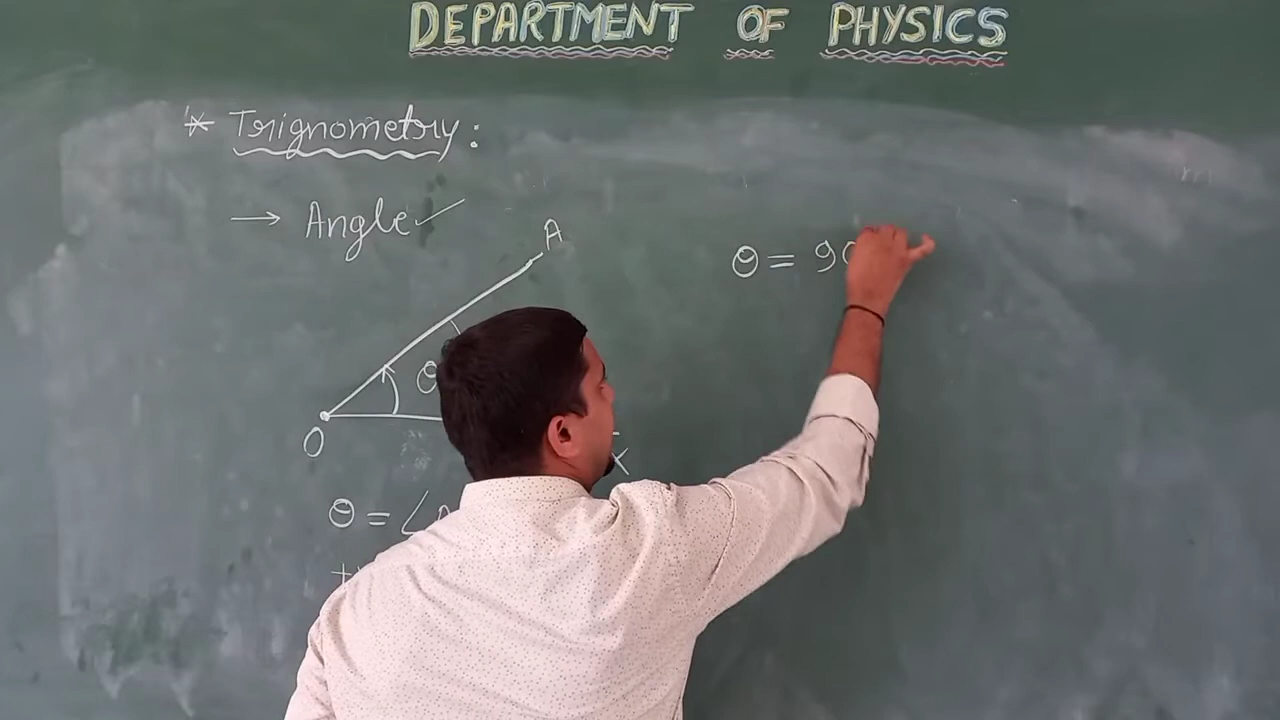 DEPARTMENT OF PHYSICS
* Trignometry:
→ Angle ✓
A
θ
O
X
θ = ∠
θ = 90